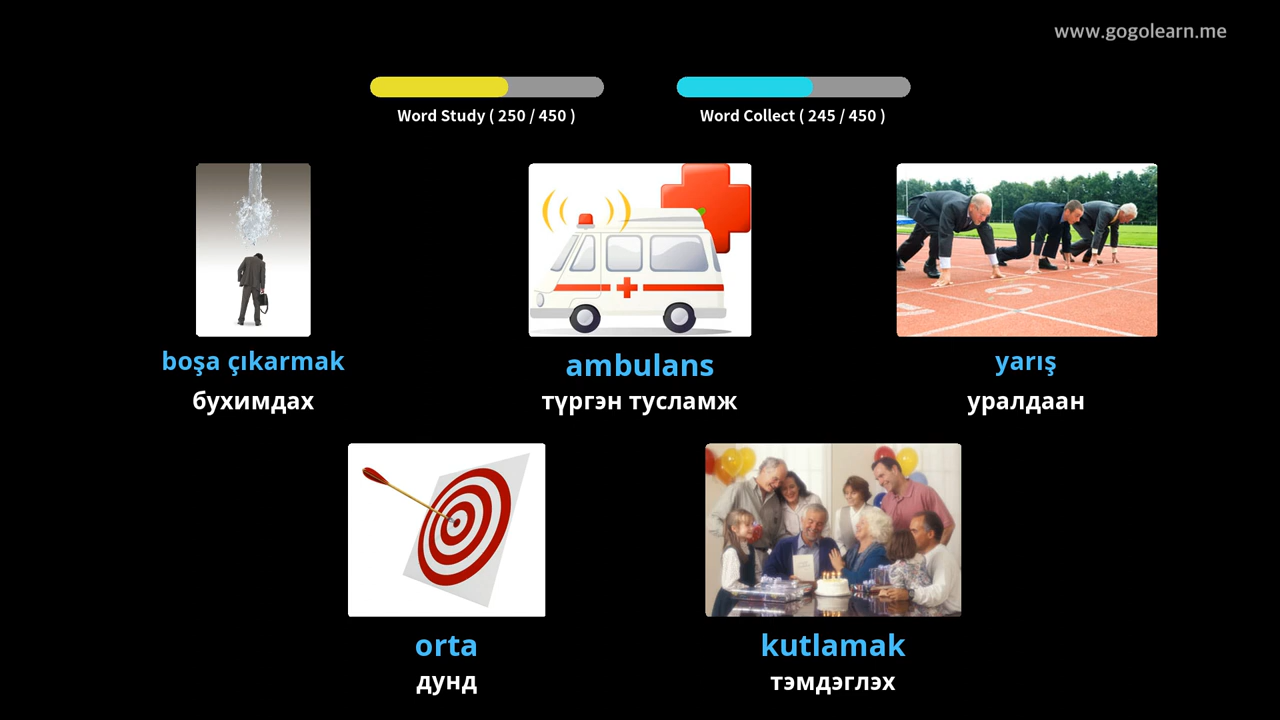 www.gogolearn.me
Word Study ( 250 / 450 )
Word Collect ( 245 / 450 )
boşa çıkarmak
бухимдах
ambulans
түргэн тусламж
yarış
уралдаан
orta
дунд
kutlamak
тэмдэглэх